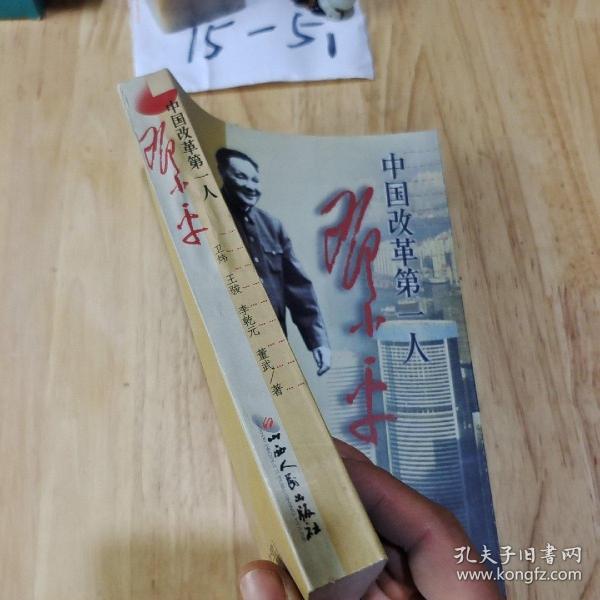 15-51
中国改革第一人
邓小平
卫炜 王骏 李乾元 董武/著
山西人民出版社
中国改革第一人
邓小平
孔夫子旧书网
www.kongfz.com